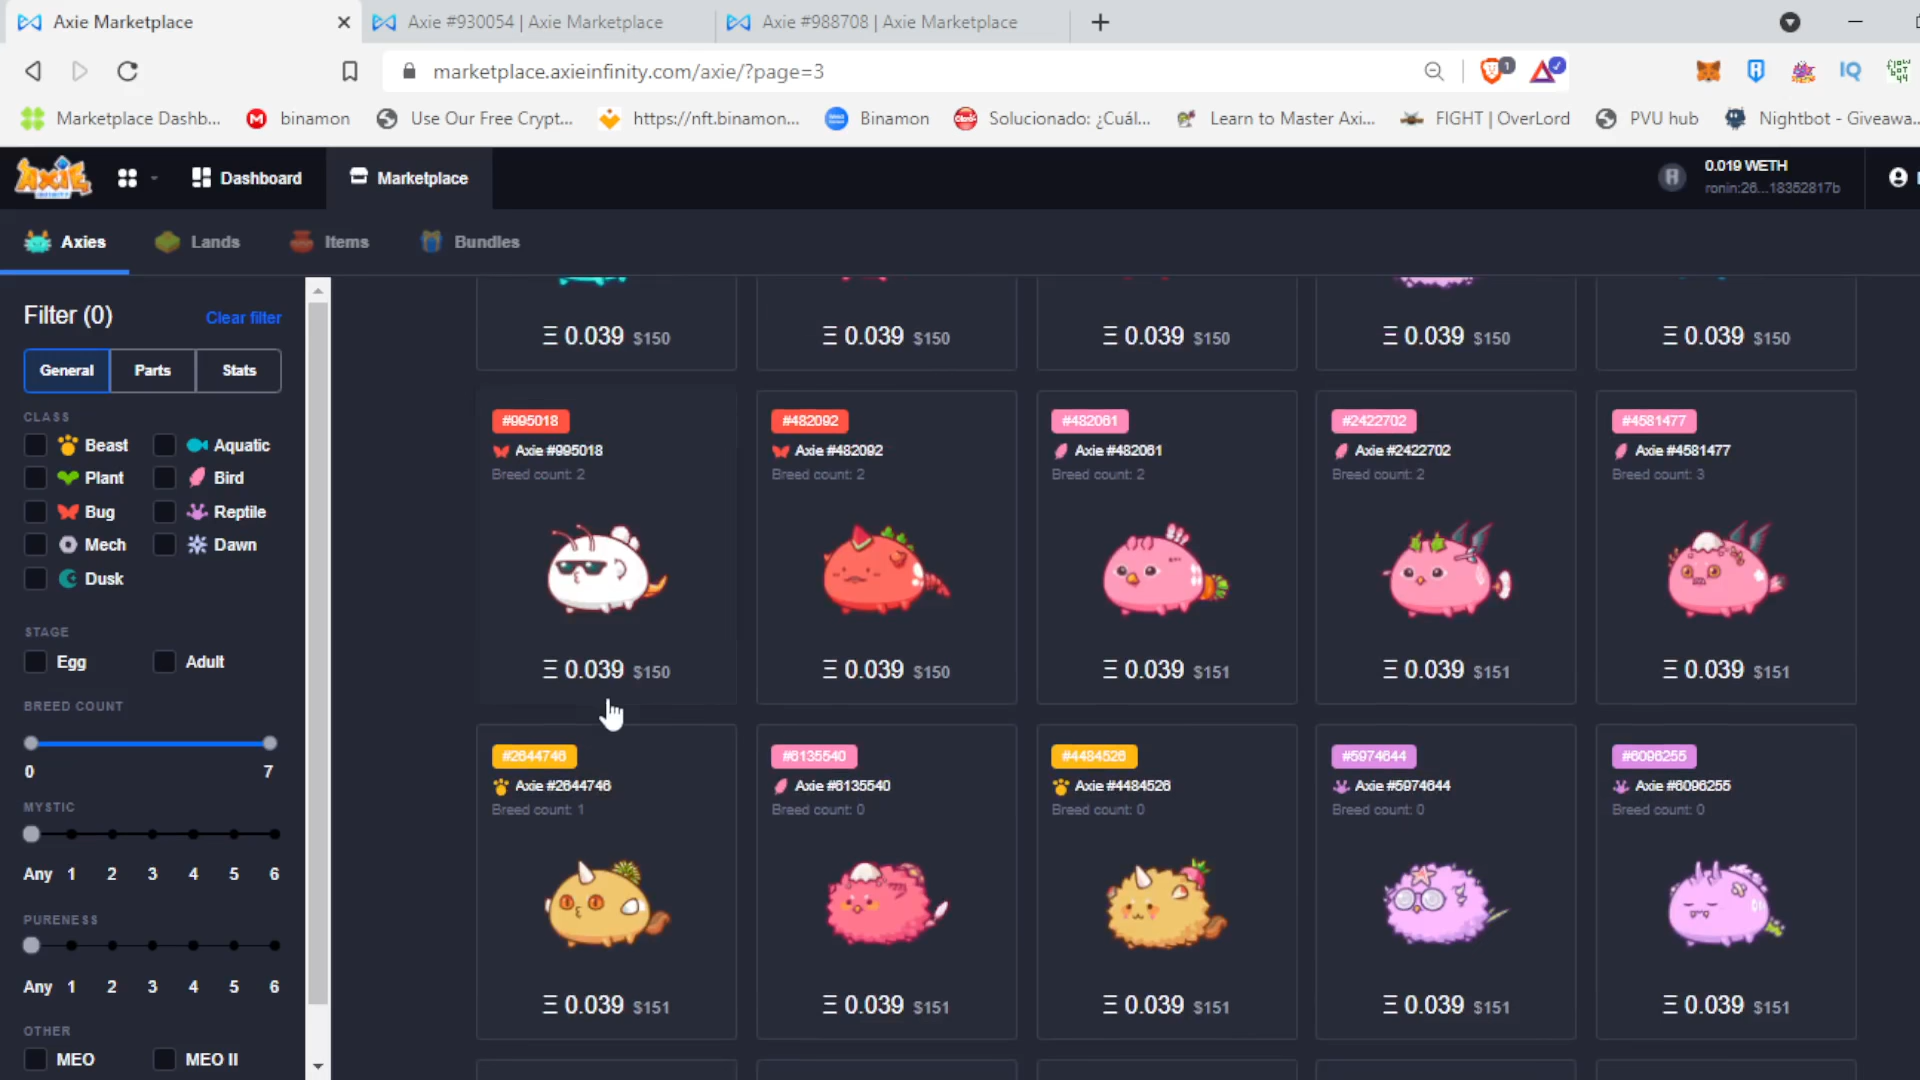 Axie Marketplace
Axie #930054 | Axie Marketplace
Axie #988708 | Axie Marketplace
marketplace.axieinfinity.com/axie/?page=3
1
IQ
Marketplace Dashb...
binamon
Use Our Free Crypt...
https://nft.binamon...
Binamon
Solucionado: ¿Cuál...
Learn to Master Axi...
FIGHT | OverLord
PVU hub
Nightbot - Giveawa...
AXIE
INFINITY
Dashboard
Marketplace
0.019 WETH
ronin:26...18352817b
Axies
Lands
Items
Bundles
Filter (0)
Clear filter
General
Parts
Stats
CLASS
Beast
Aquatic
Plant
Bird
Bug
Reptile
Mech
Dawn
Dusk
STAGE
Egg
Adult
BREED COUNT
0
7
MYSTIC
Any 1 2 3 4 5 6
PURENESS
Any 1 2 3 4 5 6
OTHER
MEO
MEO II
Ξ 0.039 $150
Ξ 0.039 $150
Ξ 0.039 $150
Ξ 0.039 $150
Ξ 0.039 $150
#995018
Axie #995018
Breed count: 2
Ξ 0.039 $150
#482092
Axie #482092
Breed count: 2
Ξ 0.039 $150
#482061
Axie #482061
Breed count: 2
Ξ 0.039 $151
#2422702
Axie #2422702
Breed count: 2
Ξ 0.039 $151
#4581477
Axie #4581477
Breed count: 3
Ξ 0.039 $151
#2644746
Axie #2644746
Breed count: 1
Ξ 0.039 $151
#6135540
Axie #6135540
Breed count: 0
Ξ 0.039 $151
#4484526
Axie #4484526
Breed count: 0
Ξ 0.039 $151
#5974644
Axie #5974644
Breed count: 0
Ξ 0.039 $151
#6096255
Axie #6096255
Breed count: 0
Ξ 0.039 $151